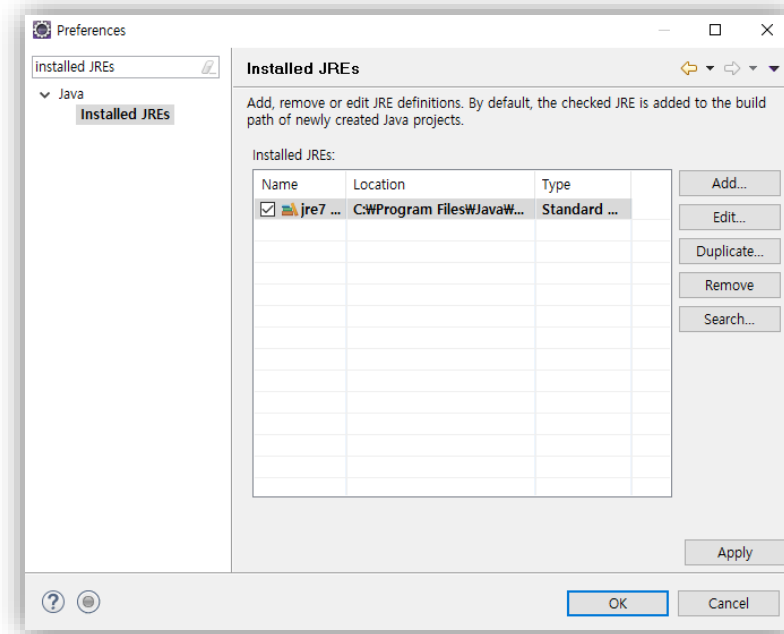 Preferences
installed JREs
Java
Installed JREs
Installed JREs
Add, remove or edit JRE definitions. By default, the checked JRE is added to the build
path of newly created Java projects.
Installed JREs:
Name Location Type
jre7 ... C:₩Program Files₩Java₩... Standard ...
Add...
Edit...
Duplicate...
Remove
Search...
Apply
OK Cancel